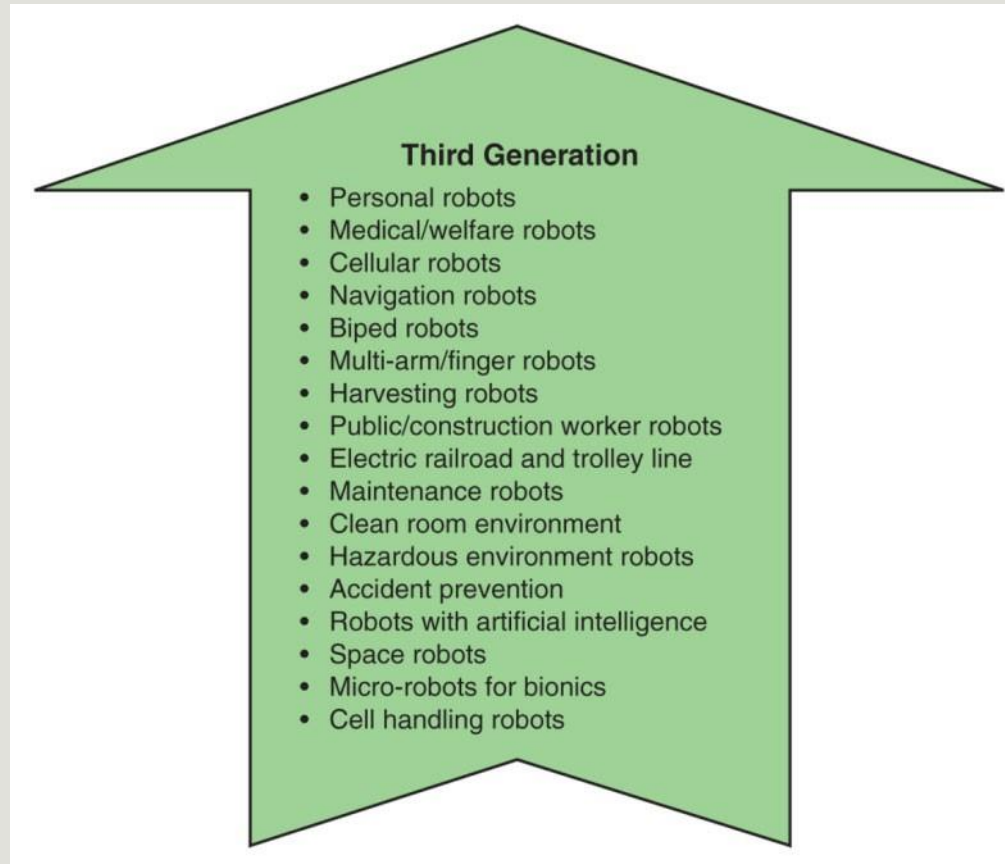 Third Generation
• Personal robots
• Medical/welfare robots
• Cellular robots
• Navigation robots
• Biped robots
• Multi-arm/finger robots
• Harvesting robots
• Public/construction worker robots
• Electric railroad and trolley line
• Maintenance robots
• Clean room environment
• Hazardous environment robots
• Accident prevention
• Robots with artificial intelligence
• Space robots
• Micro-robots for bionics
• Cell handling robots